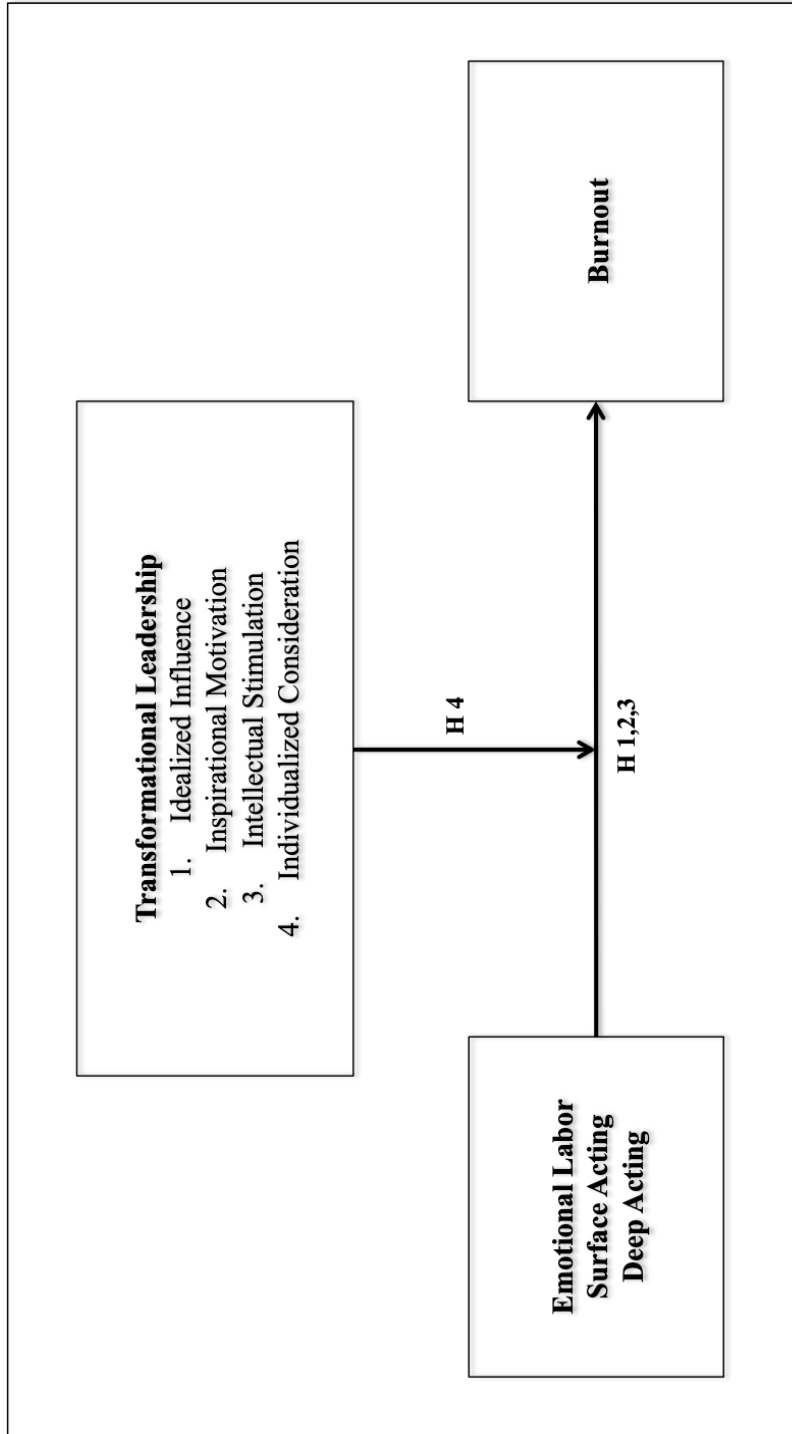 Transformational Leadership
1. Idealized Influence
2. Inspirational Motivation
3. Intellectual Stimulation
4. Individualized Consideration
H 4
Emotional Labor
Surface Acting
Deep Acting
H 1,2,3
Burnout